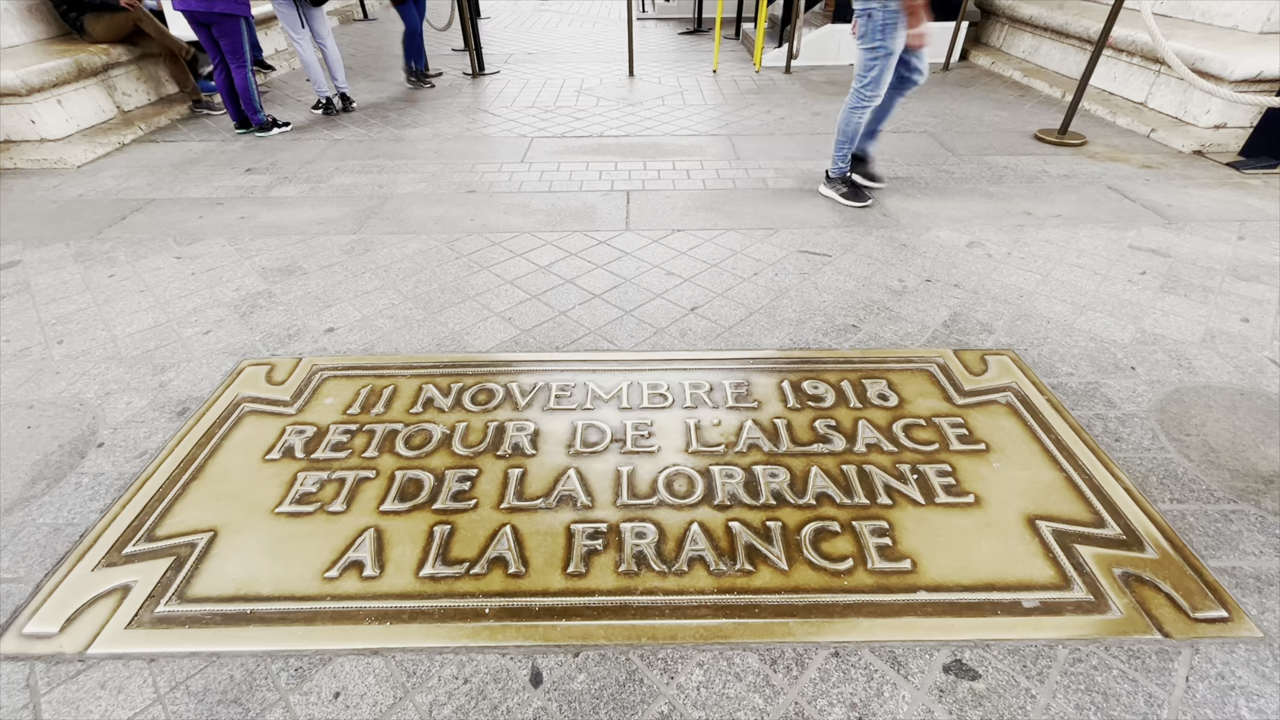 11 NOVEMBRE 1918
RETOUR DE L'ALSACE
ET DE LA LORRAINE
A LA FRANCE